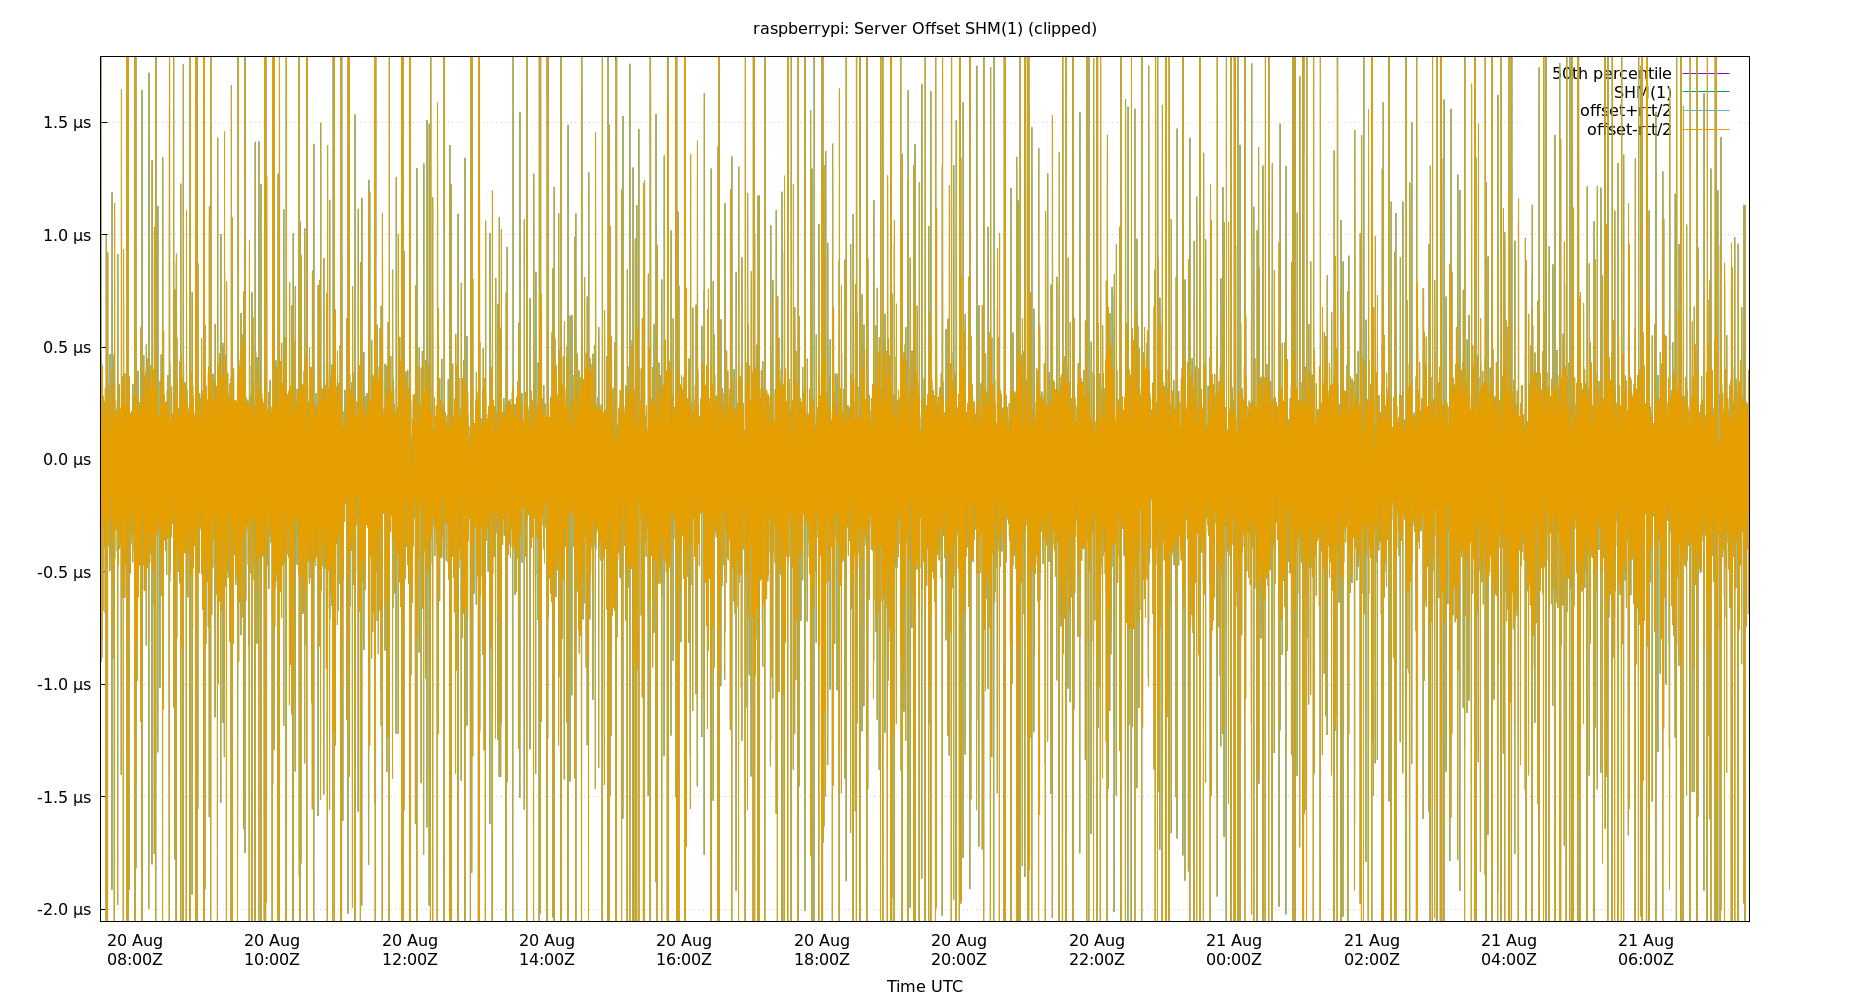 raspberrypi: Server Offset SHM(1) (clipped)
50th percentile
SHM(1)
offset+rtt/2
offset-rtt/2
1.5 µs
1.0 µs
0.5 µs
0.0 µs
-0.5 µs
-1.0 µs
-1.5 µs
-2.0 µs
20 Aug 20 Aug 20 Aug 20 Aug 20 Aug 20 Aug 20 Aug 20 Aug 21 Aug 21 Aug 21 Aug 21 Aug
08:00Z 10:00Z 12:00Z 14:00Z 16:00Z 18:00Z 20:00Z 22:00Z 00:00Z 02:00Z 04:00Z 06:00Z
Time UTC